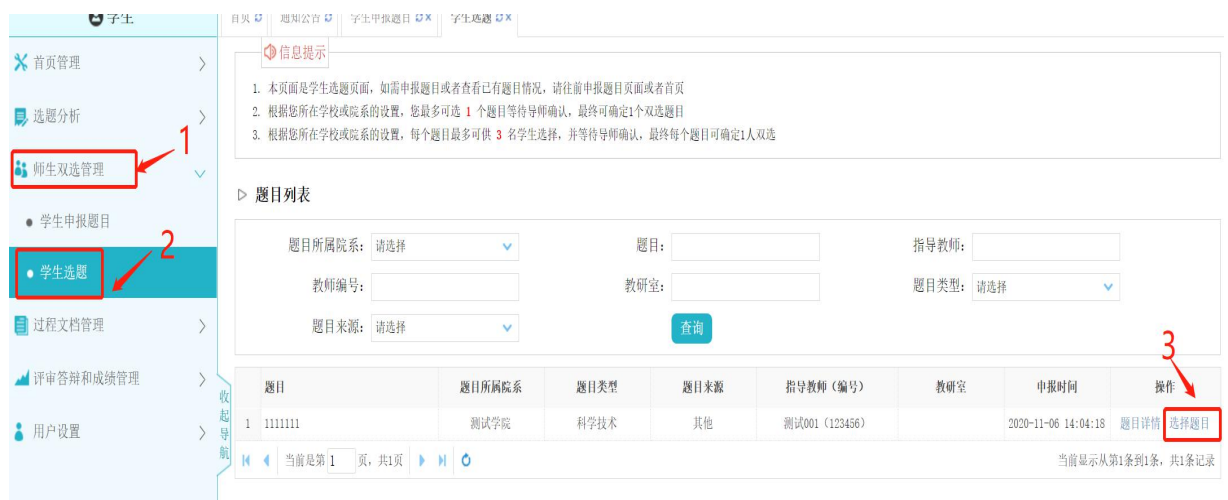 学生
首页 通知公告 学生申报题目 x 学生选题 x
首页管理
选题分析
师生双选管理
学生申报题目
学生选题
过程文档管理
评审答辩和成绩管理
用户设置
收起导航
1
2
信息提示
1. 本页面是学生选题页面，如需申报题目或者查看已有题目情况，请往前申报题目页面或者首页
2. 根据您所在学校或院系的设置，您最多可选 1 个题目等待导师确认，最终可确定1个双选题目
3. 根据您所在学校或院系的设置，每个题目最多可供 3 名学生选择，并等待导师确认，最终每个题目可确定1人双选
题目列表
题目所属院系： 请选择 题目： 指导教师：
教师编号： 教研室： 题目类型： 请选择
题目来源： 请选择 查询
3
题目 题目所属院系 题目类型 题目来源 指导教师（编号） 教研室 申报时间 操作
1 1111111 测试学院 科学技术 其他 测试001（123456） 2020-11-06 14:04:18 题目详情 选择题目
当前是第 1 页，共1页 当前显示从第1条到1条，共1条记录